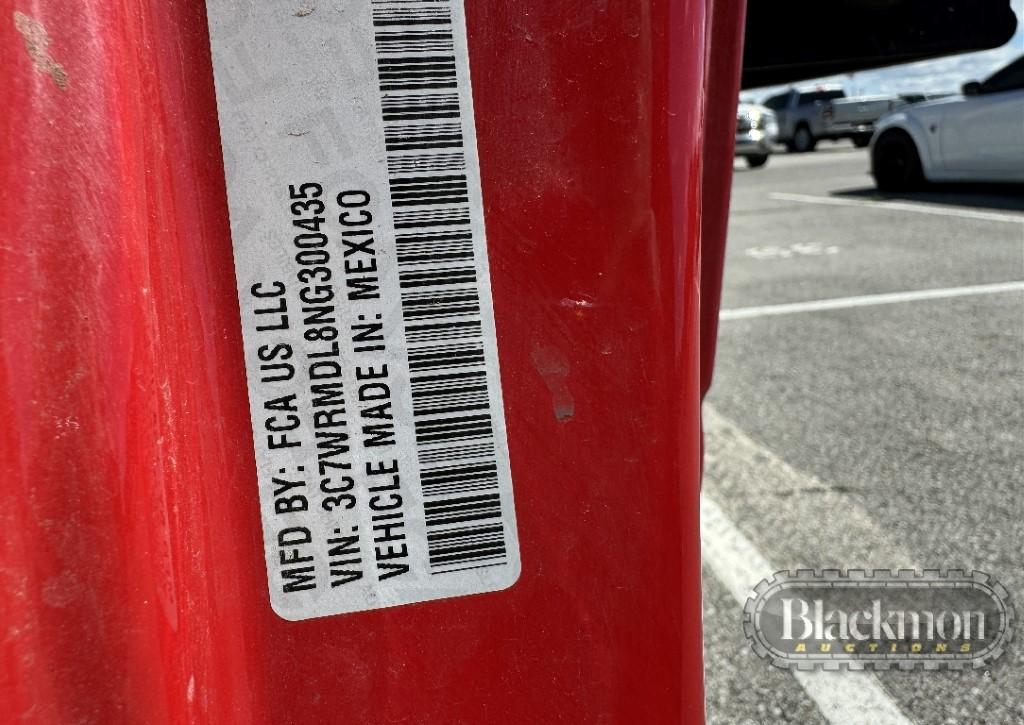 MFD BY: FCA US LLC
VIN: 3C7WRMDL8NG300435
VEHICLE MADE IN: MEXICO
Blackmon
AUCTIONS